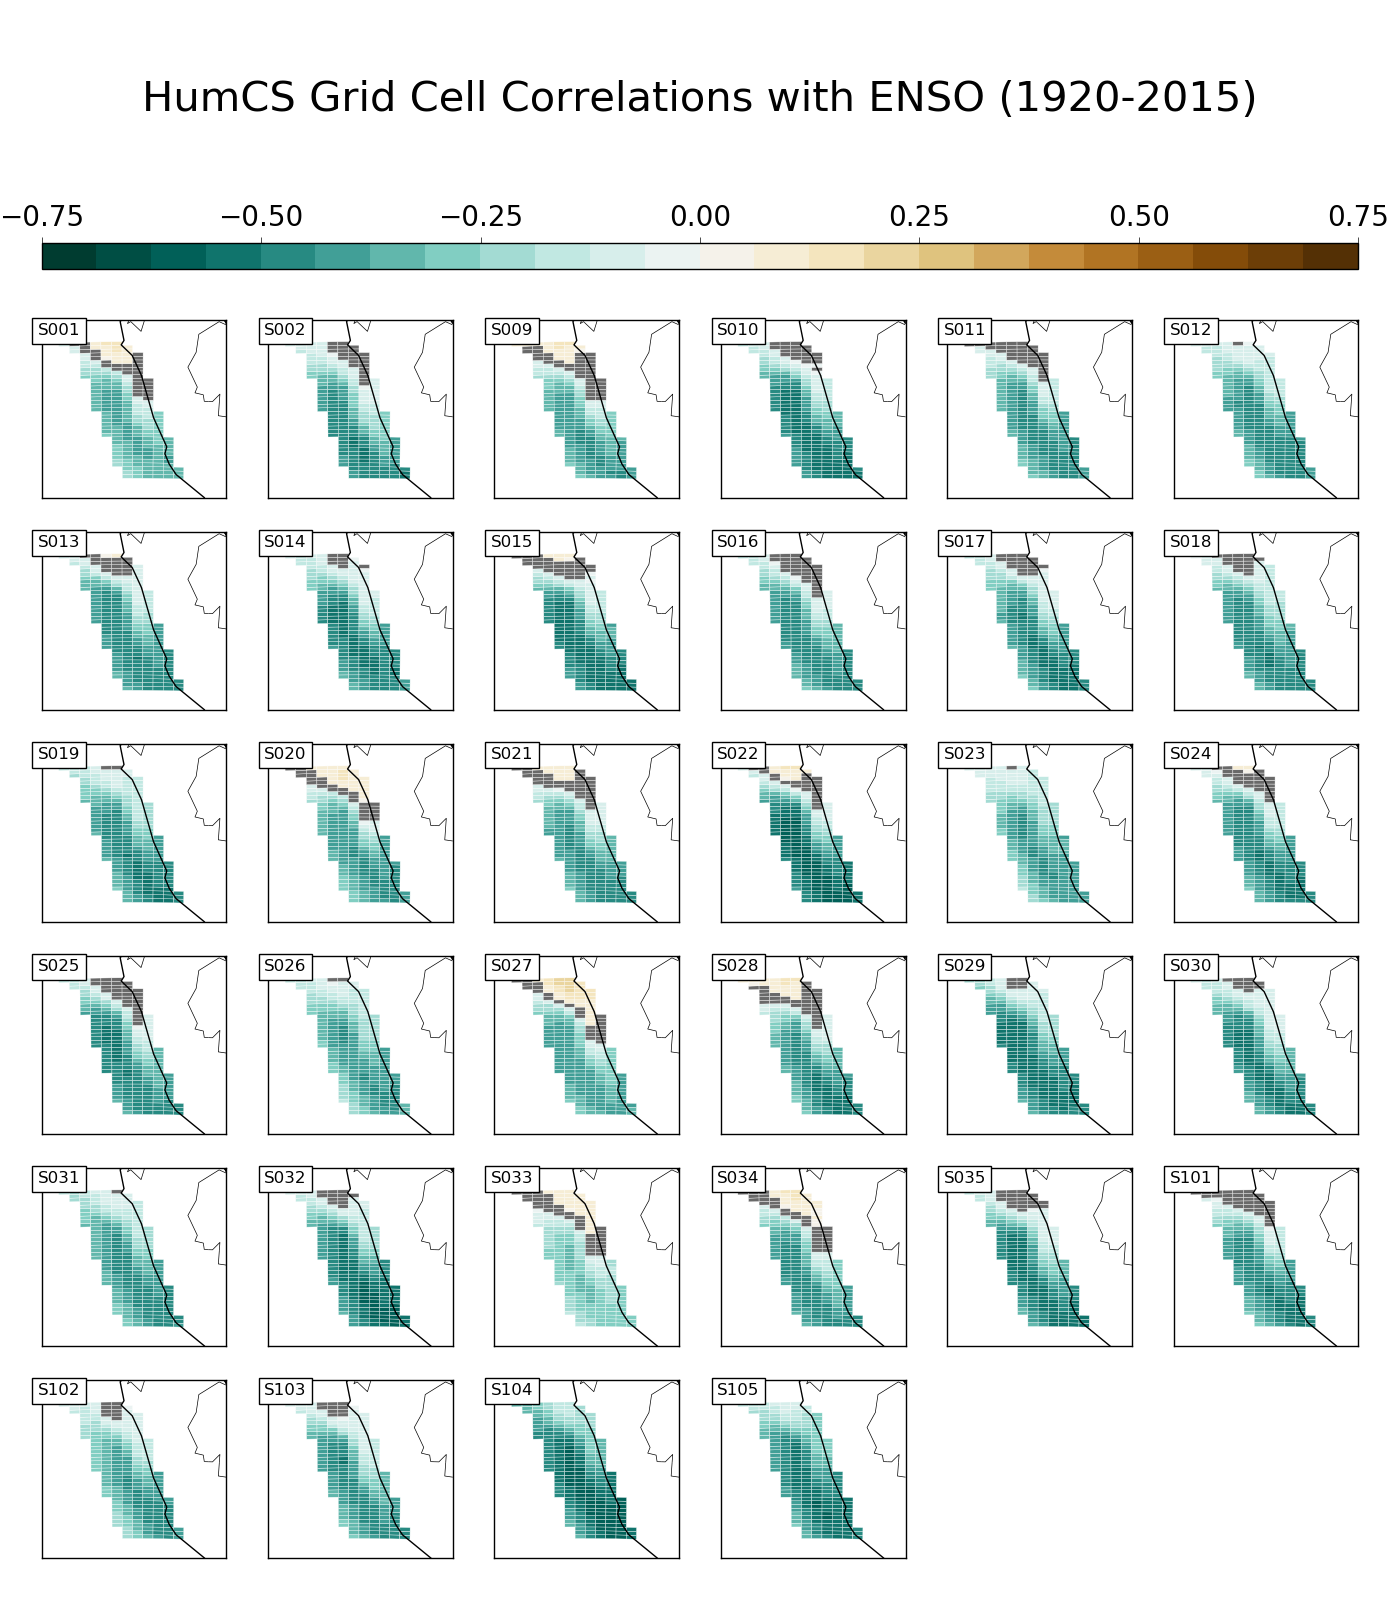 HumCS Grid Cell Correlations with ENSO (1920-2015)
−0.75 −0.50 −0.25 0.00 0.25 0.50 0.75
S001 S002 S009 S010 S011 S012
S013 S014 S015 S016 S017 S018
S019 S020 S021 S022 S023 S024
S025 S026 S027 S028 S029 S030
S031 S032 S033 S034 S035 S101
S102 S103 S104 S105